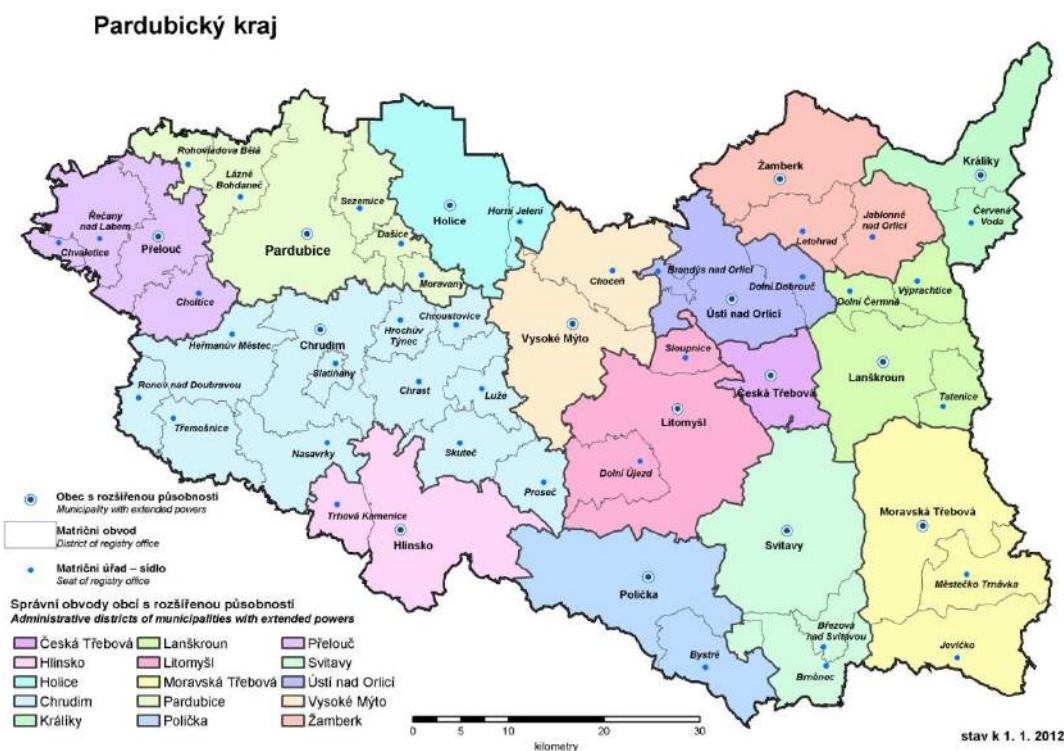 Pardubický kraj
Rohovládova Bělá
Lázně
Bohdaneč
Sezemice
Řečany
nad Labem
Chvaletice
Přelouč
Choltice
Pardubice
Dašice
Moravany
Holice
Horní Jelení
Žamberk
Letohrad
Jablonné
nad Orlicí
Králíky
Červená
Voda
Choceň
Vysoké Mýto
Brandýs nad Orlicí
Dolní Dobrouč
Ústí nad Orlicí
Dolní Čermná
Výprachtice
Lanškroun
Tatenice
Heřmanův Městec
Chrudim
Slatiňany
Hrochův
Týnec
Chroustovice
Ronov nad Doubravou
Třemošnice
Chrast
Luže
Nasavrky
Skuteč
Proseč
Sloupnice
Česká Třebová
Litomyšl
Dolní Újezd
Trhová Kamenice
Hlinsko
Polička
Bystré
Svitavy
Březová
nad Svitavou
Brněnec
Moravská Třebová
Městečko Trnávka
Jevíčko
Obec s rozšířenou působností
Municipality with extended powers
Matriční obvod
District of registry office
Matriční úřad – sídlo
Seat of registry office
Správní obvody obcí s rozšířenou působností
Administrative districts of municipalities with extended powers
Česká Třebová
Hlinsko
Holice
Chrudim
Králíky
Lanškroun
Litomyšl
Moravská Třebová
Pardubice
Polička
Přelouč
Svitavy
Ústí nad Orlicí
Vysoké Mýto
Žamberk
0 5 10 20 30
kilometry
stav k 1. 1.